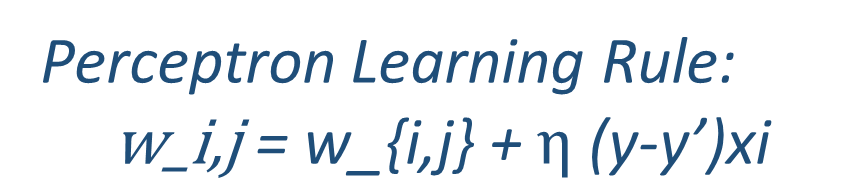 Perceptron Learning Rule:
w_i,j = w_{i,j} + η (y-y’)xi